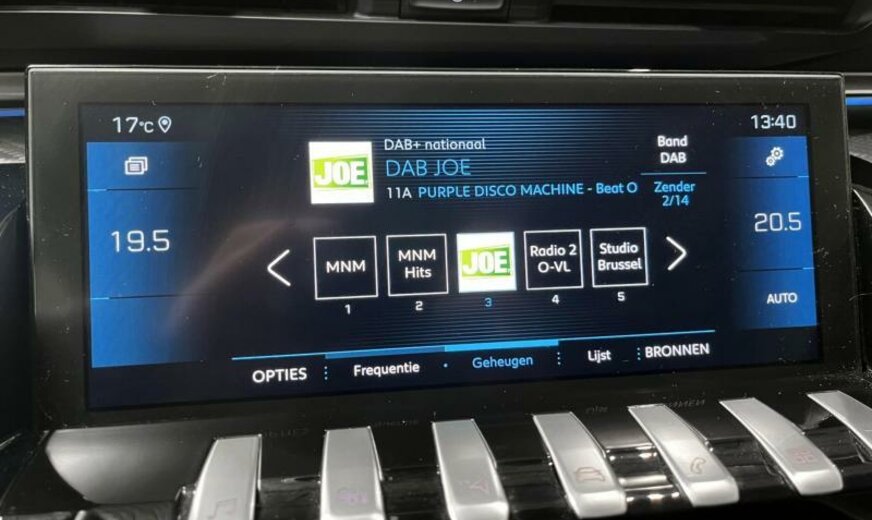 17°C
13:40
DAB+ nationaal
JOE
DAB JOE
11A PURPLE DISCO MACHINE - Beat O
Band
DAB
Zender
2/14
19.5
20.5
AUTO
MNM
1
MNM
Hits
2
JOE
3
Radio 2
O-VL
4
Studio
Brussel
5
OPTIES
Frequentie
Geheugen
Lijst
BRONNEN